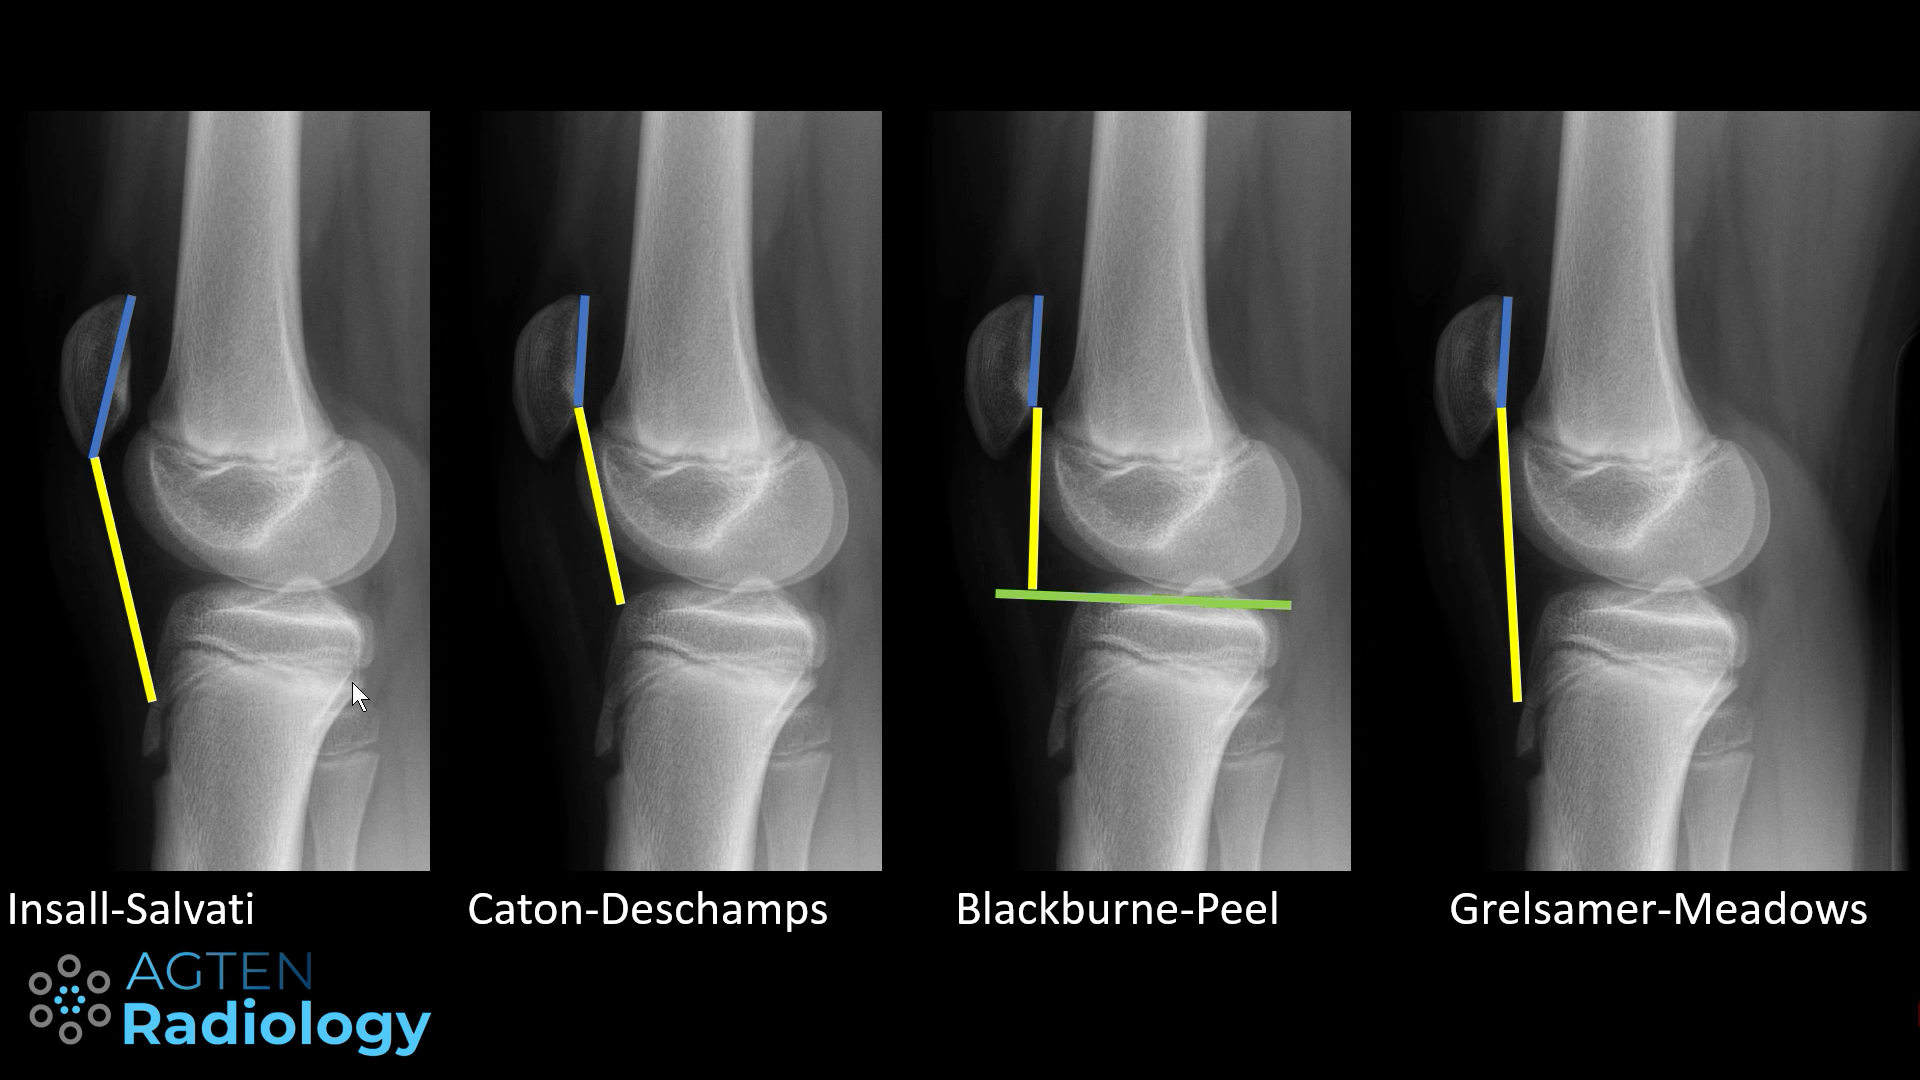 Insall-Salvati
Caton-Deschamps
Blackburne-Peel
Grelsamer-Meadows
AGTEN
Radiology